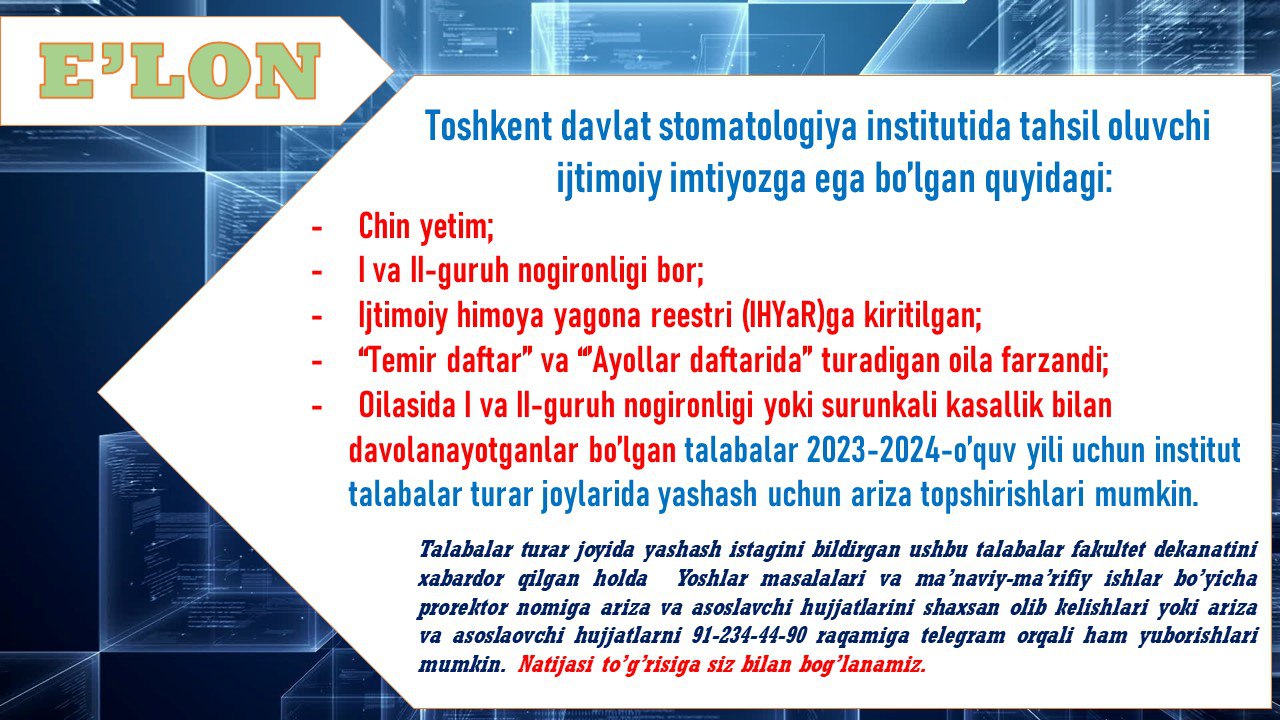 E’LON
Toshkent davlat stomatologiya institutida tahsil oluvchi
ijtimoiy imtiyozga ega bo’lgan quyidagi:
- Chin yetim;
- I va II-guruh nogironligi bor;
- Ijtimoiy himoya yagona reestri (IHYaR)ga kiritilgan;
- “Temir daftar” va “’Ayollar daftarida” turadigan oila farzandi;
- Oilasida I va II-guruh nogironligi yoki surunkali kasallik bilan
davolanayotganlar bo’lgan talabalar 2023-2024-o’quv yili uchun institut
talabalar turar joylarida yashash uchun ariza topshirishlari mumkin.
Talabalar turar joyida yashash istagini bildirgan ushbu talabalar fakultet dekanatini
xabardor qilgan holda Yoshlar masalalari va ma’naviy-ma’rifiy ishlar bo’yicha
prorektor nomiga ariza va asoslavchi hujjatlarini shaxsan olib kelishlari yoki ariza
va asoslaovchi hujjatlarni 91-234-44-90 raqamiga telegram orqali ham yuborishlari
mumkin. Natijasi to’g’risiga siz bilan bog’lanamiz.